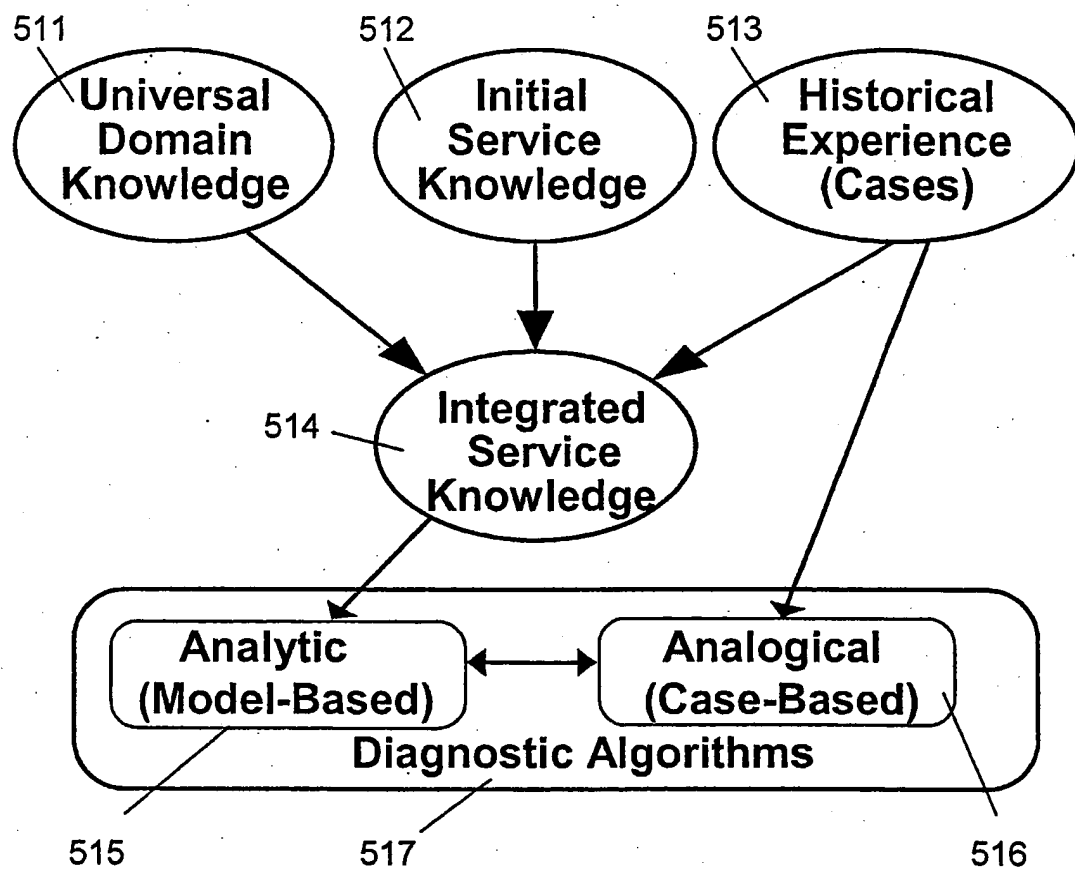 511
512
513
Universal
Domain
Knowledge
Initial
Service
Knowledge
Historical
Experience
(Cases)
514
Integrated
Service
Knowledge
Analytic
(Model-Based)
Analogical
(Case-Based)
Diagnostic Algorithms
515
517
516